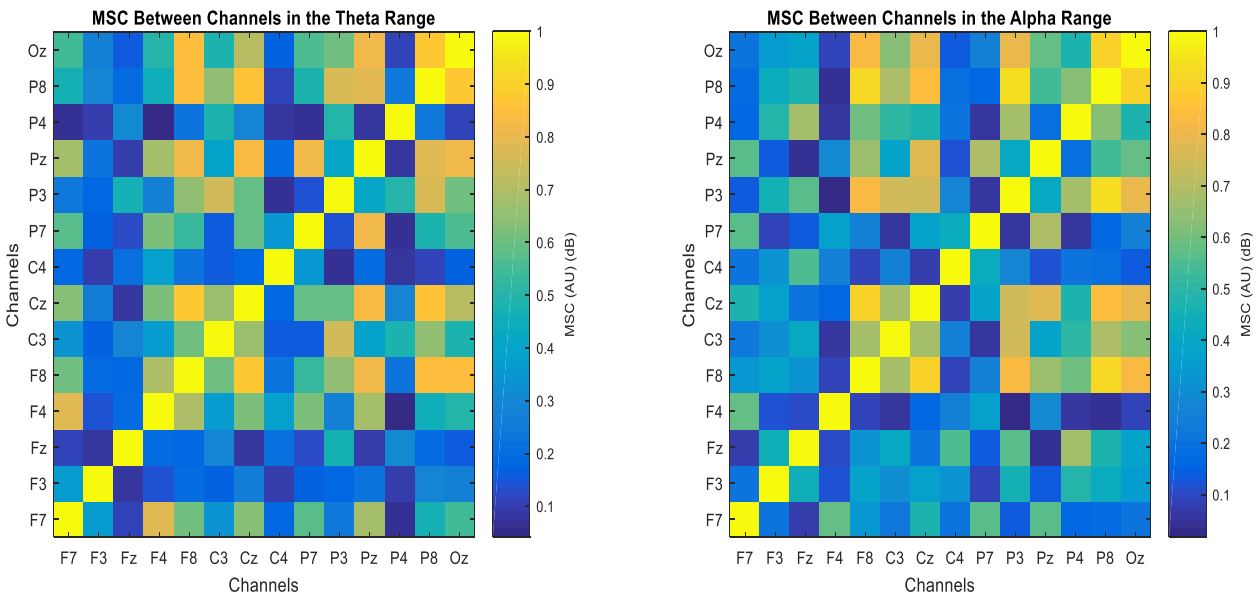 MSC Between Channels in the Theta Range
Oz
P8
P4
Pz
P3
P7
C4
Cz
C3
F8
F4
Fz
F3
F7
Channels
F7 F3 Fz F4 F8 C3 Cz C4 P7 P3 Pz P4 P8 Oz
Channels
1
0.9
0.8
0.7
0.6
0.5
0.4
0.3
0.2
0.1
MSC (AU) (dB)
MSC Between Channels in the Alpha Range
Oz
P8
P4
Pz
P3
P7
C4
Cz
C3
F8
F4
Fz
F3
F7
Channels
F7 F3 Fz F4 F8 C3 Cz C4 P7 P3 Pz P4 P8 Oz
Channels
1
0.9
0.8
0.7
0.6
0.5
0.4
0.3
0.2
0.1
MSC (AU) (dB)